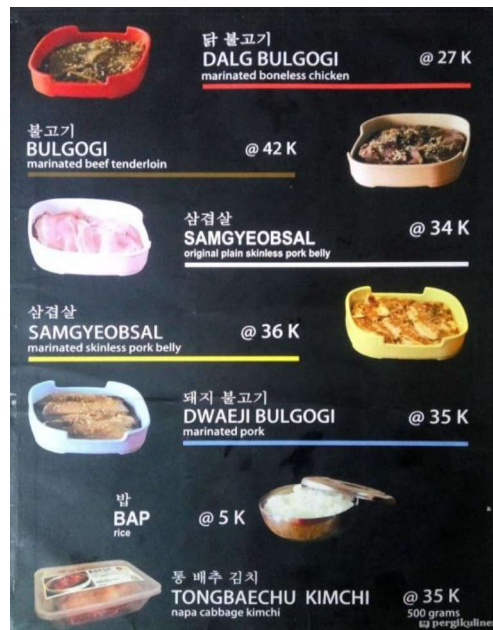 닭 불고기
DALG BULGOGI @ 27 K
marinated boneless chicken
불고기
BULGOGI @ 42 K
marinated beef tenderloin
삼겹살
SAMGYEOBSAL @ 34 K
original plain skinless pork belly
삼겹살
SAMGYEOBSAL @ 36 K
marinated skinless pork belly
돼지 불고기
DWAEJI BULGOGI @ 35 K
marinated pork
밥
BAP @ 5 K
rice
통 배추 김치
TONGBAECHU KIMCHI @ 35 K
napa cabbage kimchi 500 grams
pergikuliner